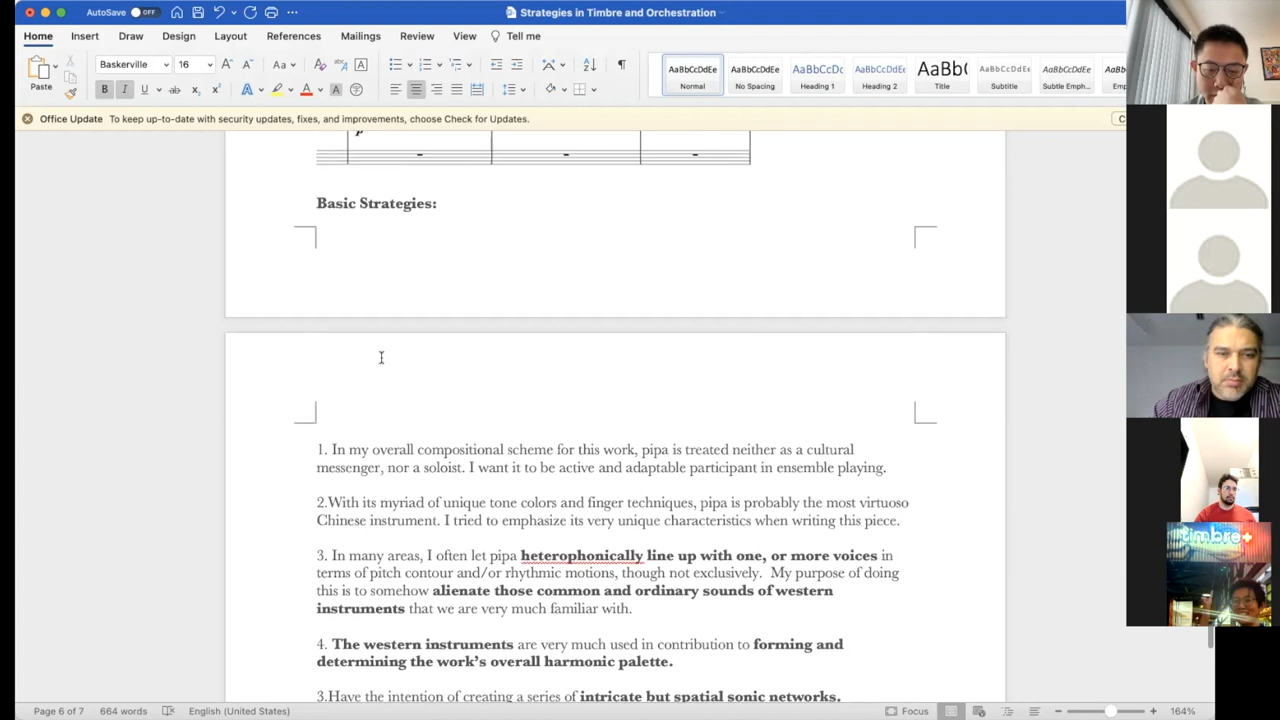 AutoSave OFF
Strategies in Timbre and Orchestration
Home Insert Draw Design Layout References Mailings Review View Tell me
Paste
Baskerville 16
AaBbCcDdEe AaBbCcDdEe AaBbCcDc AaBbCcDdEe AaBb( AaBbCcDdEe AaBbCcDdEe
Normal No Spacing Heading 1 Heading 2 Title Subtitle Subtle Emph... Emp
Office Update To keep up-to-date with security updates, fixes, and improvements, choose Check for Updates.
p
Basic Strategies:
1. In my overall compositional scheme for this work, pipa is treated neither as a cultural
messenger, nor a soloist. I want it to be active and adaptable participant in ensemble playing.
2.With its myriad of unique tone colors and finger techniques, pipa is probably the most virtuoso
Chinese instrument. I tried to emphasize its very unique characteristics when writing this piece.
3. In many areas, I often let pipa heterophonically line up with one, or more voices in
terms of pitch contour and/or rhythmic motions, though not exclusively. My purpose of doing
this is to somehow alienate those common and ordinary sounds of western
instruments that we are very much familiar with.
4. The western instruments are very much used in contribution to forming and
determining the work's overall harmonic palette.
3.Have the intention of creating a series of intricate but spatial sonic networks.
timbre+
Page 6 of 7 664 words English (United States) Focus 164%